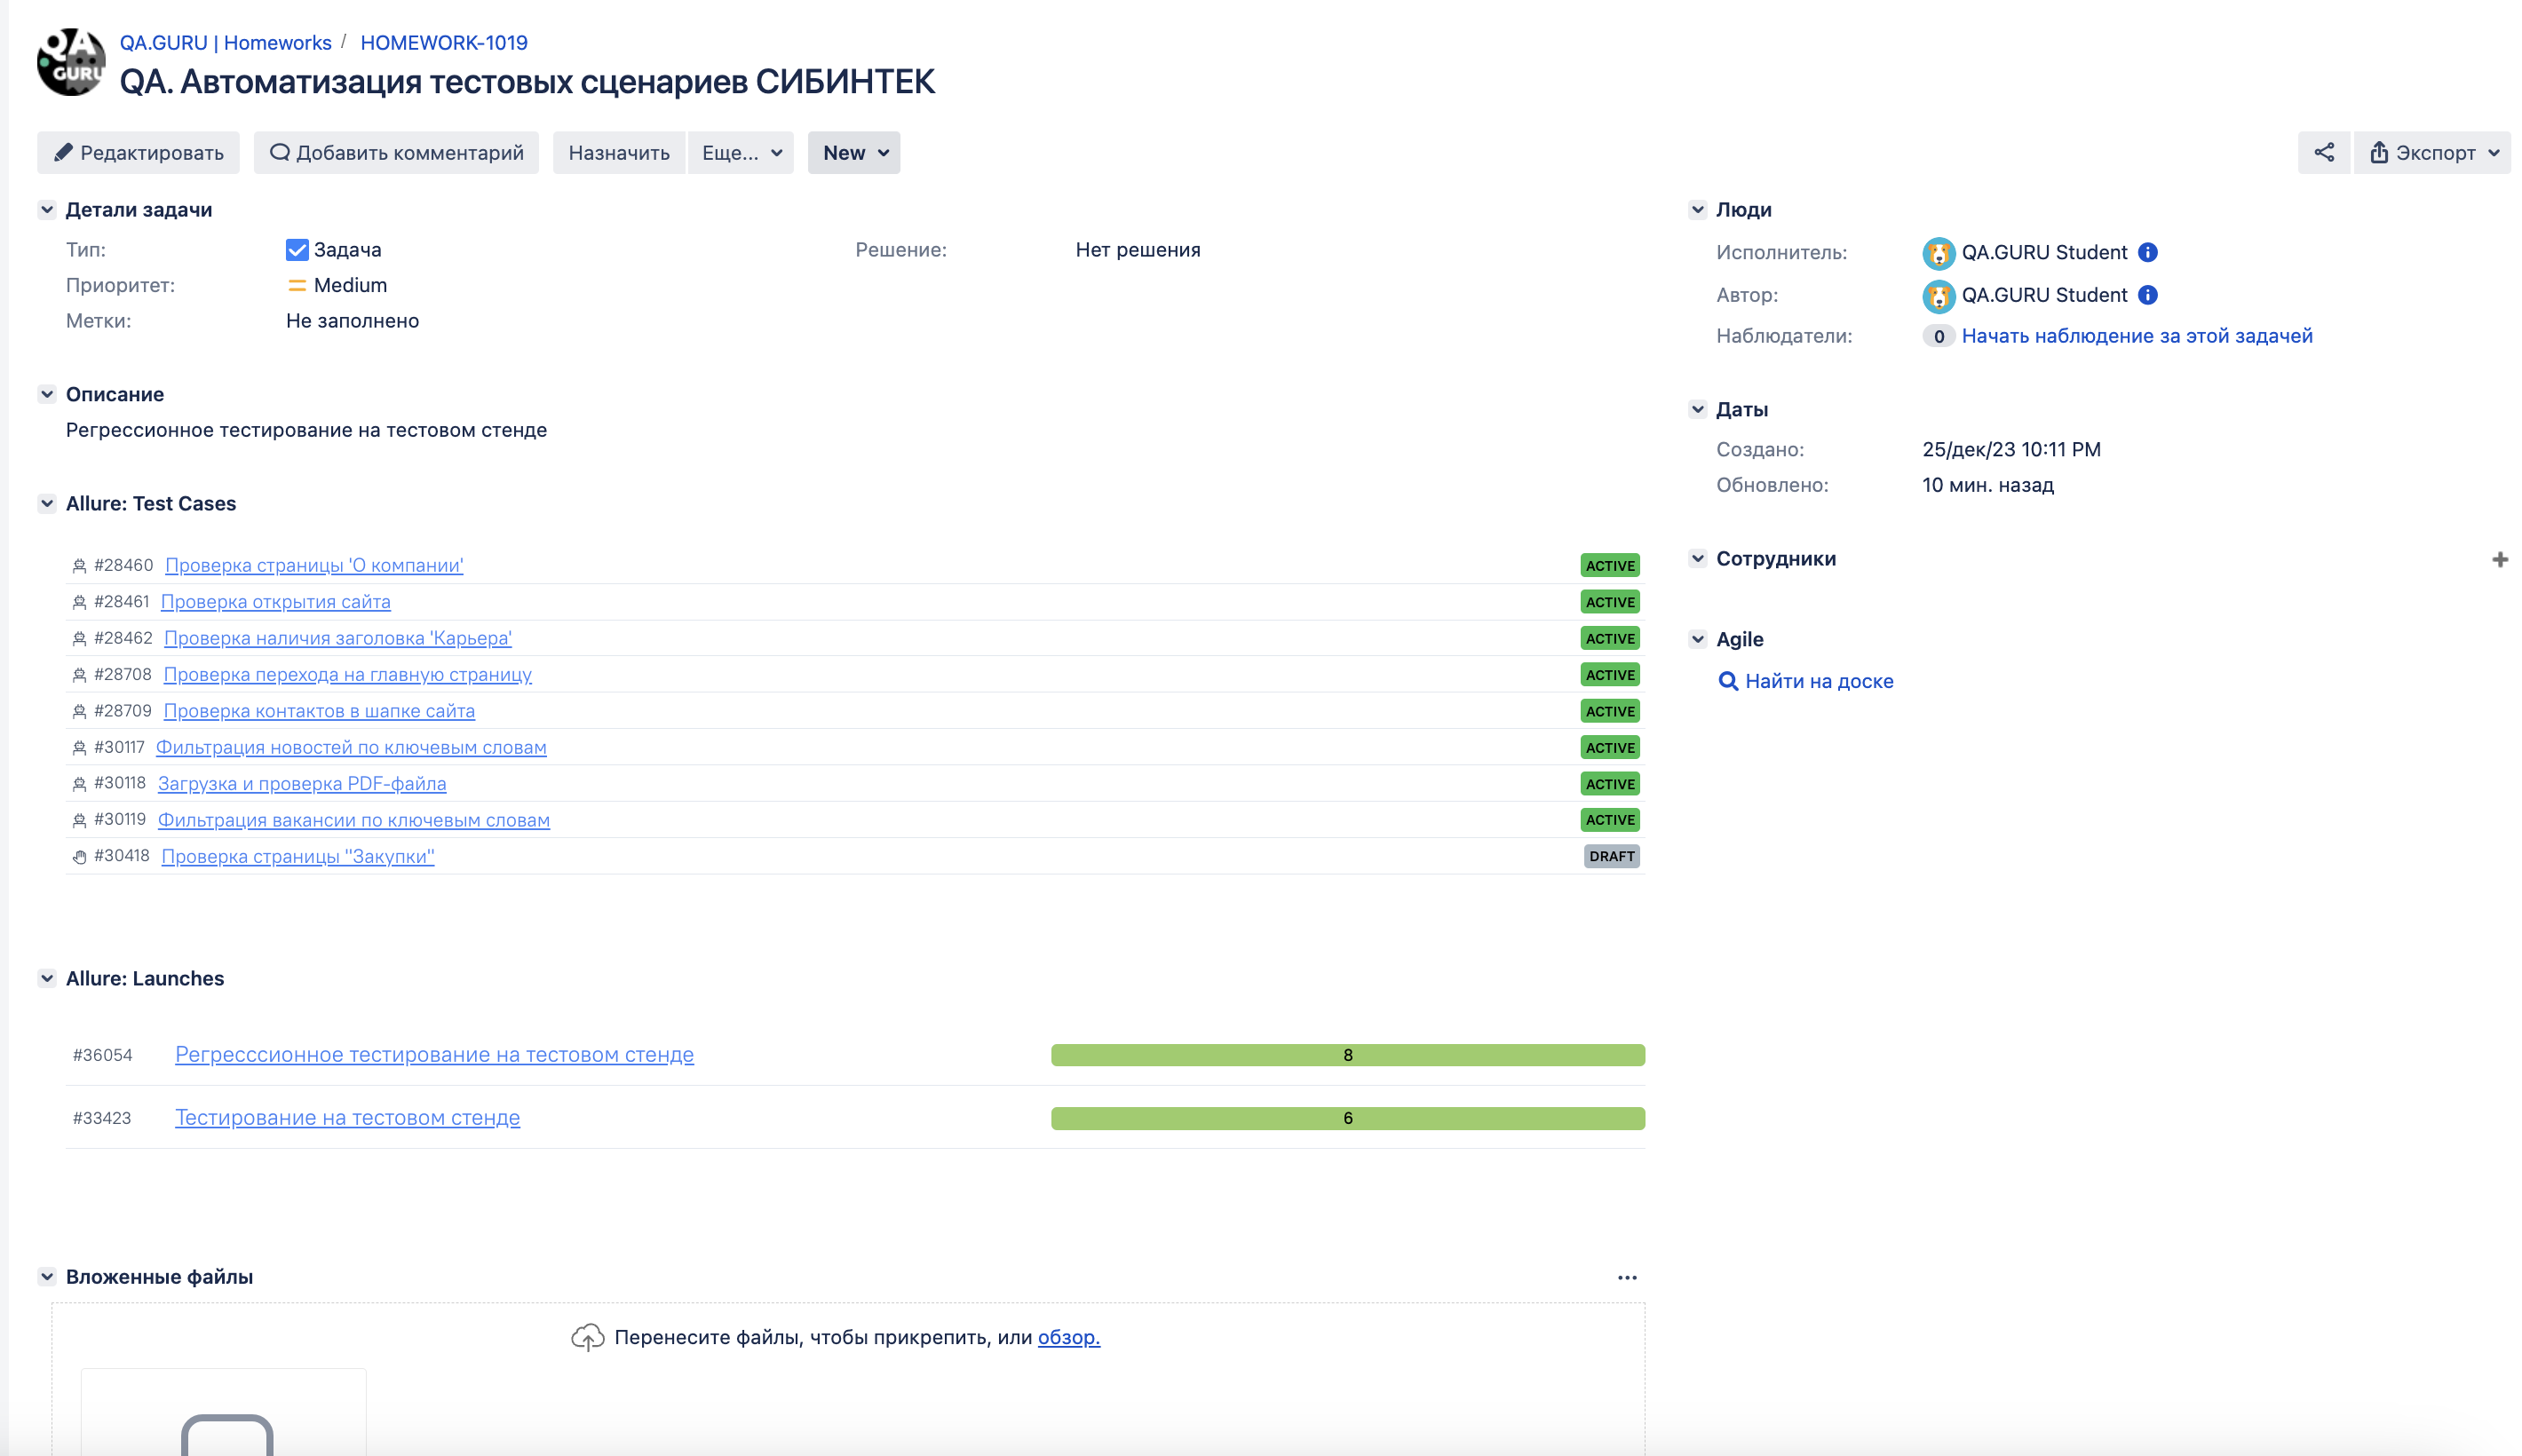 QA GURU
QA.GURU | Homeworks / HOMEWORK-1019
QA. Автоматизация тестовых сценариев СИБИНТЕК
Редактировать Добавить комментарий Назначить Еще... New Экспорт
Детали задачи
Тип: Задача Решение: Нет решения
Приоритет: Medium
Метки: Не заполнено
Описание
Регрессионное тестирование на тестовом стенде
Allure: Test Cases
#28460 Проверка страницы 'О компании' ACTIVE
#28461 Проверка открытия сайта ACTIVE
#28462 Проверка наличия заголовка 'Карьера' ACTIVE
#28708 Проверка перехода на главную страницу ACTIVE
#28709 Проверка контактов в шапке сайта ACTIVE
#30117 Фильтрация новостей по ключевым словам ACTIVE
#30118 Загрузка и проверка PDF-файла ACTIVE
#30119 Фильтрация вакансии по ключевым словам ACTIVE
#30418 Проверка страницы "Закупки" DRAFT
Allure: Launches
#36054 Регресссионное тестирование на тестовом стенде 8
#33423 Тестирование на тестовом стенде 6
Вложенные файлы
Перенесите файлы, чтобы прикрепить, или обзор.
Люди
Исполнитель: QA.GURU Student
Автор: QA.GURU Student
Наблюдатели: 0 Начать наблюдение за этой задачей
Даты
Создано: 25/дек/23 10:11 PM
Обновлено: 10 мин. назад
Сотрудники
Agile
Найти на доске